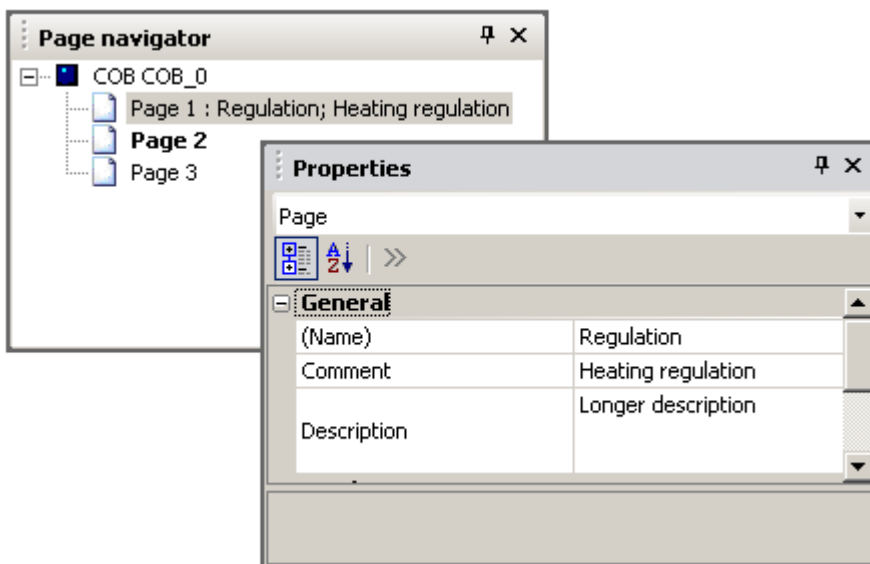 Page navigator
COB COB_0
Page 1 : Regulation; Heating regulation
Page 2
Page 3
Properties
Page
General
(Name) Regulation
Comment Heating regulation
Description Longer description